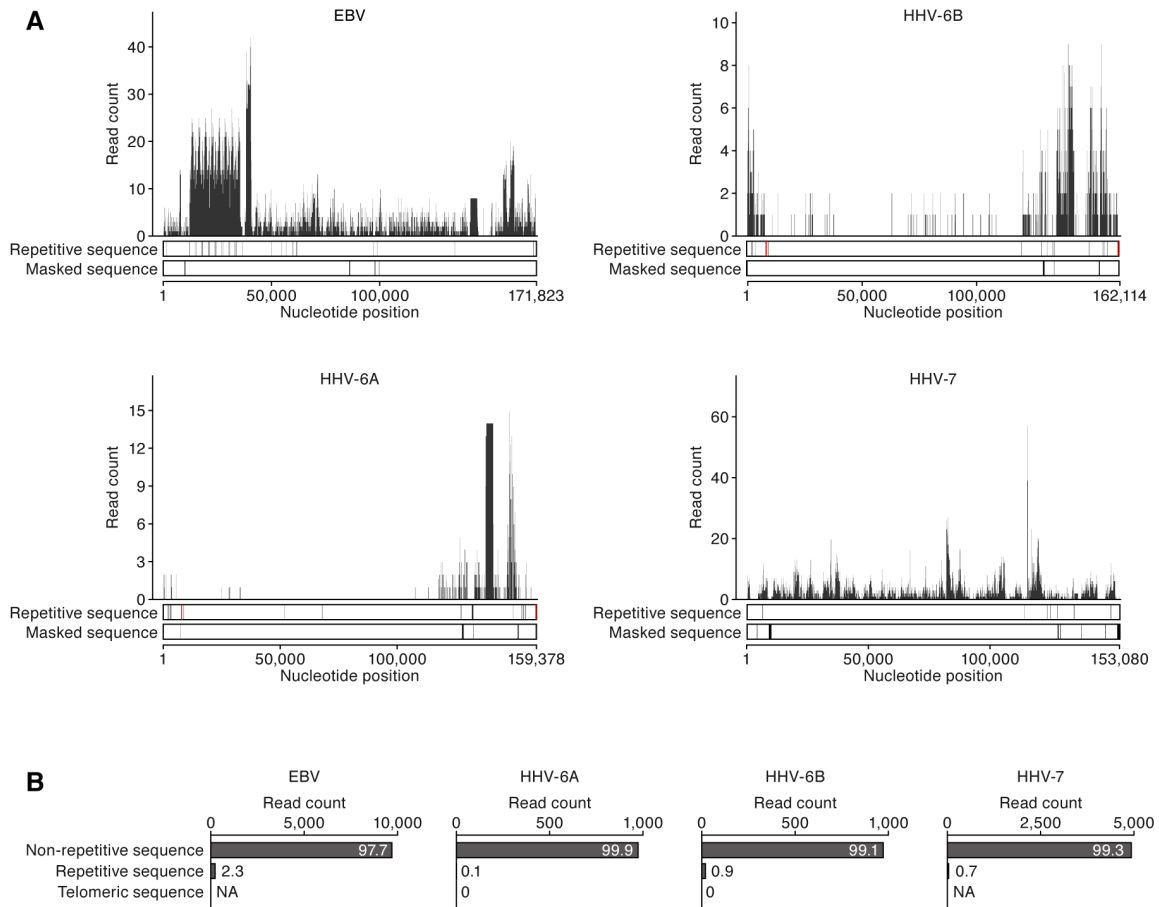 A
EBV
Read count
40
30
20
10
0
Repetitive sequence
Masked sequence
1 50,000 100,000 171,823
Nucleotide position
HHV-6B
Read count
10
8
6
4
2
0
Repetitive sequence
Masked sequence
1 50,000 100,000 162,114
Nucleotide position
HHV-6A
Read count
15
12
9
6
3
0
Repetitive sequence
Masked sequence
1 50,000 100,000 159,378
Nucleotide position
HHV-7
Read count
60
40
20
0
Repetitive sequence
Masked sequence
1 50,000 100,000 153,080
Nucleotide position
B
EBV HHV-6A HHV-6B HHV-7
Read count Read count Read count Read count
0 5,000 10,000 0 500 1,000 0 500 1,000 0 2,500 5,000
Non-repetitive sequence 97.7 99.9 99.1 99.3
Repetitive sequence 2.3 0.1 0.9 0.7
Telomeric sequence NA 0 0 NA